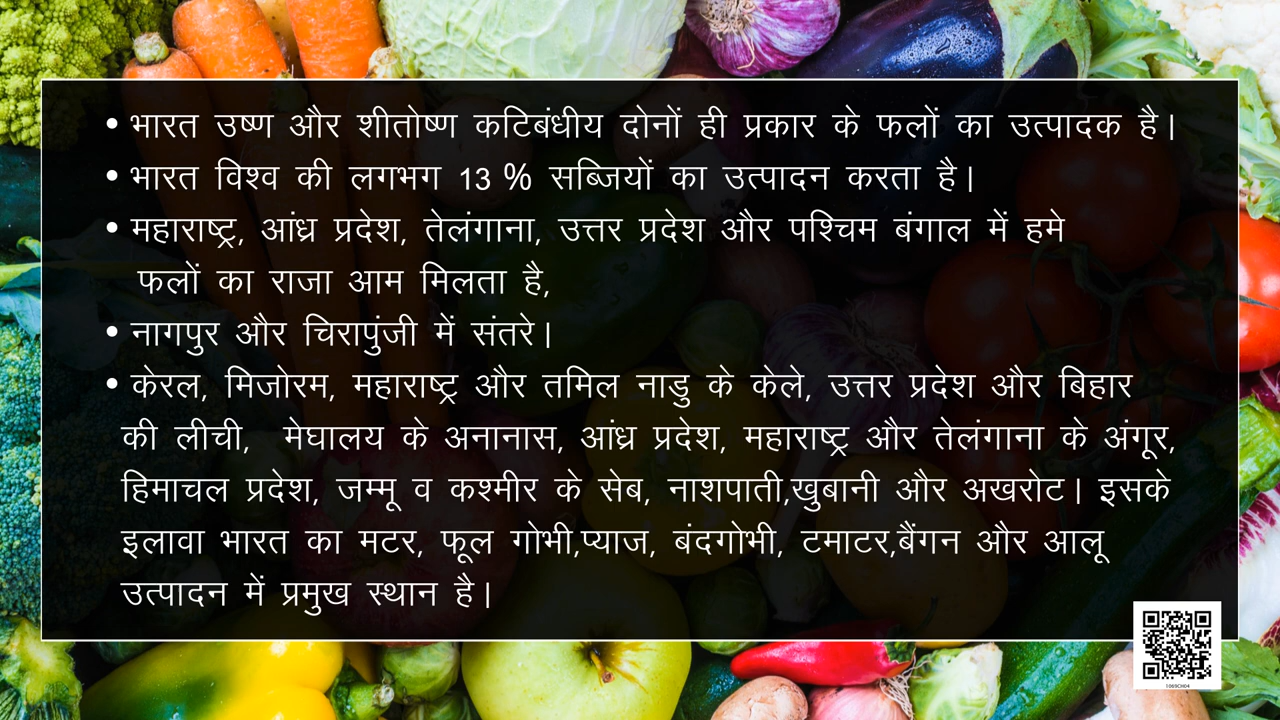 • भारत उष्ण और शीतोष्ण कटिबंधीय दोनों ही प्रकार के फलों का उत्पादक है।
• भारत विश्व की लगभग 13 % सब्जियों का उत्पादन करता है।
• महाराष्ट्र, आंध्र प्रदेश, तेलंगाना, उत्तर प्रदेश और पश्चिम बंगाल में हमे
फलों का राजा आम मिलता है,
• नागपुर और चिरापुंजी में संतरे।
• केरल, मिजोरम, महाराष्ट्र और तमिल नाडु के केले, उत्तर प्रदेश और बिहार
की लीची, मेघालय के अनानास, आंध्र प्रदेश, महाराष्ट्र और तेलंगाना के अंगूर,
हिमाचल प्रदेश, जम्मू व कश्मीर के सेब, नाशपाती,खुबानी और अखरोट। इसके
इलावा भारत का मटर, फूल गोभी,प्याज, बंदगोभी, टमाटर,बैंगन और आलू
उत्पादन में प्रमुख स्थान है।
1069CH04